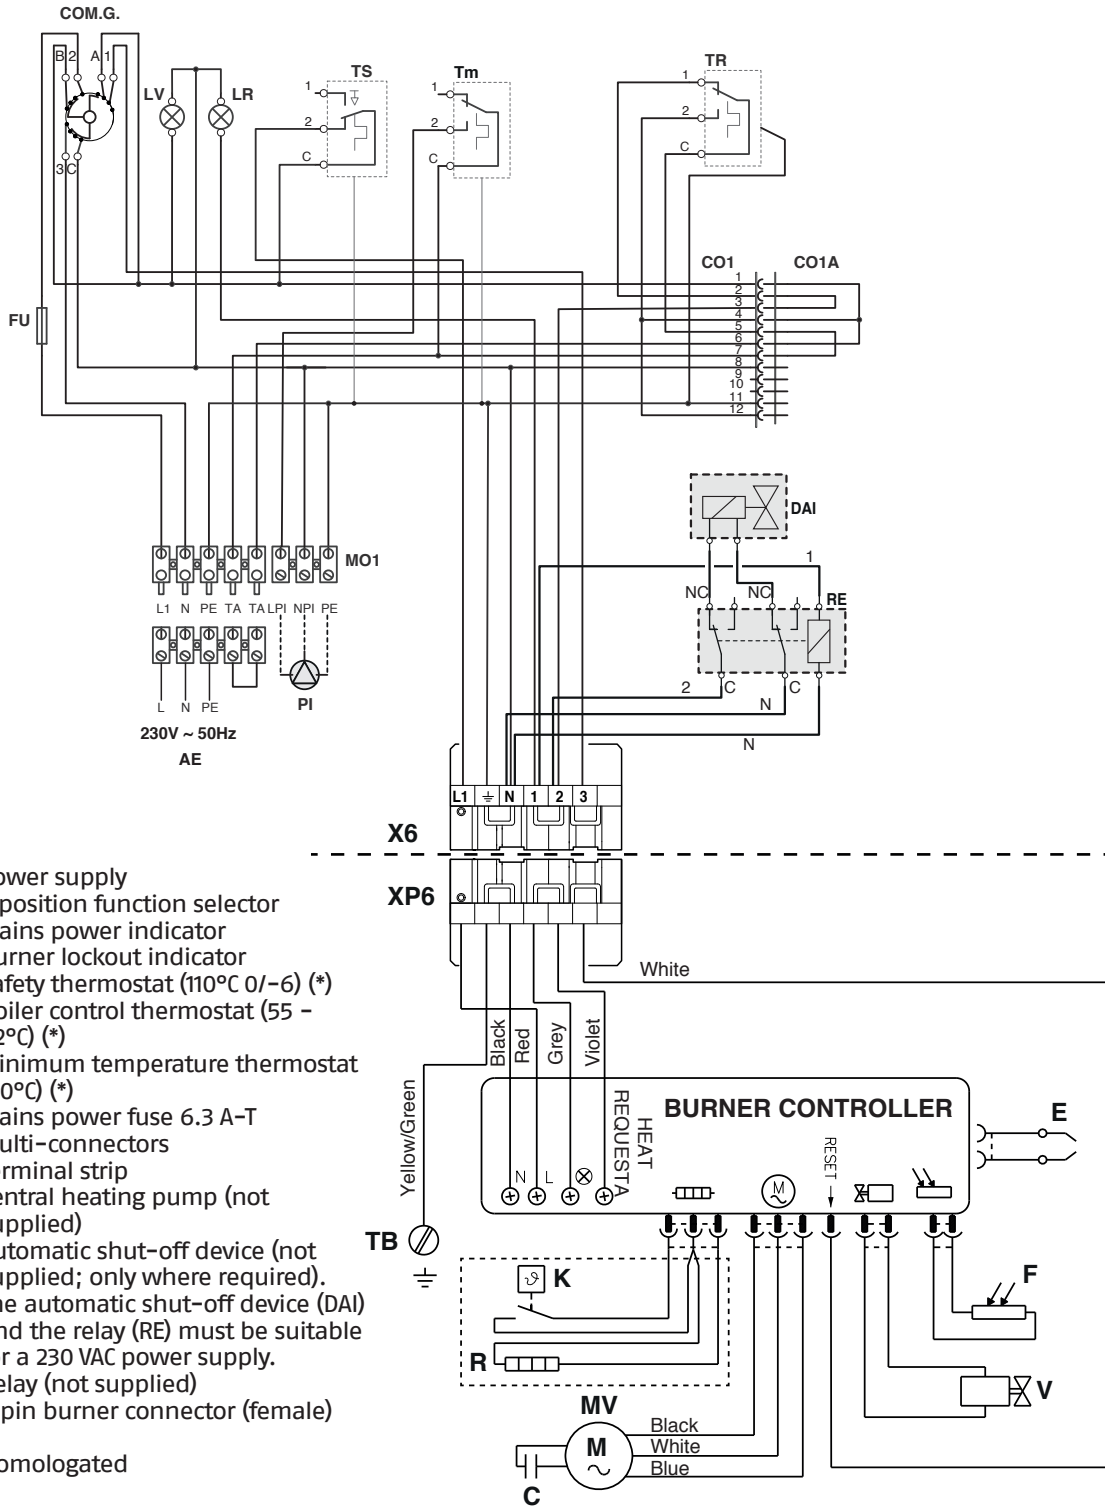 COM.G.
B 2 A 1
3 C
LV
LR
TS
1
2
C
Tm
1
2
C
TR
1
2
C
CO1
CO1A
1
2
3
4
5
6
7
8
9
10
11
12
FU
DAI
1
NC
NC
RE
2
C
C
N
N
MO1
L1 N PE TA TA LPI NPI PE
L N PE
PI
230V ~ 50Hz
AE
L1 N 1 2 3
X6
XP6
White
Black
Red
Grey
Violet
Yellow/Green
HEAT
REQUESTA
BURNER CONTROLLER
RESET
N
L
M
E
TB
K
R
F
V
MV
M
C
Black
White
Blue
ower supply
position function selector
ains power indicator
urner lockout indicator
afety thermostat (110°C 0/-6) (*)
oiler control thermostat (55 -
2°C) (*)
inimum temperature thermostat
0°C) (*)
ains power fuse 6.3 A-T
ulti-connectors
erminal strip
entral heating pump (not
upplied)
utomatic shut-off device (not
upplied; only where required).
he automatic shut-off device (DAI)
nd the relay (RE) must be suitable
r a 230 VAC power supply.
elay (not supplied)
pin burner connector (female)
omologated